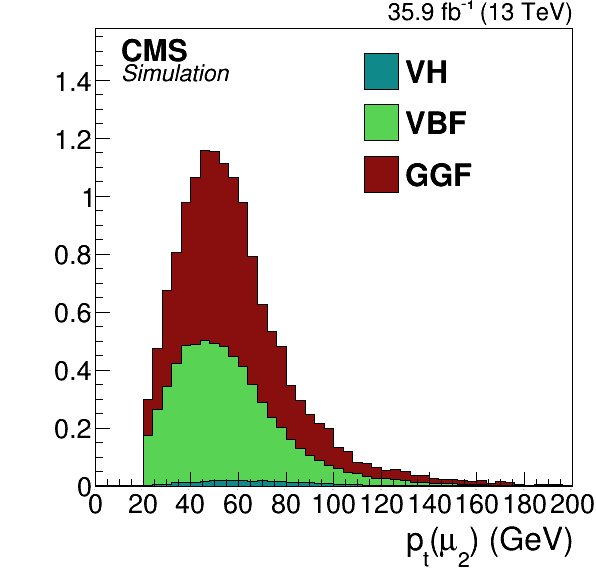 35.9 fb⁻¹ (13 TeV)
CMS
Simulation
VH
VBF
GGF
1.4
1.2
1
0.8
0.6
0.4
0.2
0
0 20 40 60 80 100 120 140 160 180 200
pₜ(μ₂) (GeV)